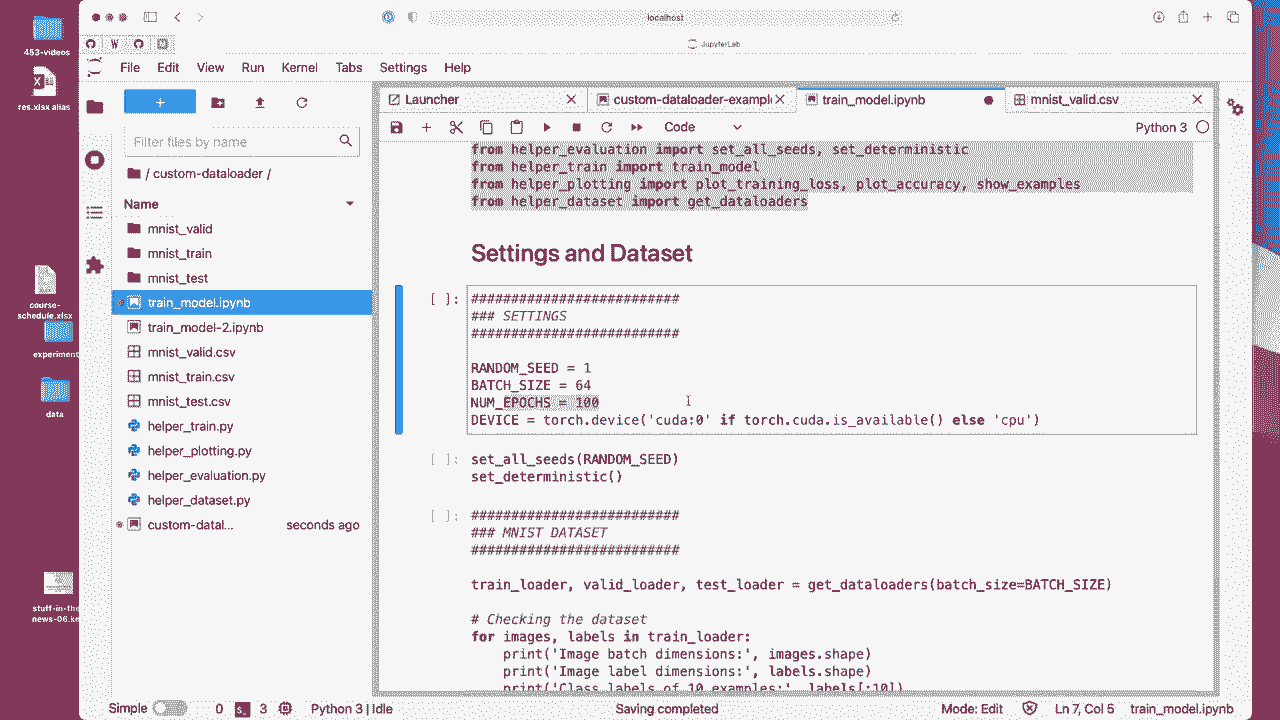 localhost
W
JupyterLab
File Edit View Run Kernel Tabs Settings Help
453-videos
res.xlsx alias
course-schedule.xlsx
experiment
data
stuff-in-the
news-06.ke
+
Filter files by name
/ custom-dataloader /
Name
mnist_valid
mnist_train
mnist_test
train_model.ipynb
train_model-2.ipynb
mnist_valid.csv
mnist_train.csv
mnist_test.csv
helper_train.py
helper_plotting.py
helper_evaluation.py
helper_dataset.py
custom-datal... seconds ago
Launcher custom-dataloader-exampl train_model.ipynb mnist_valid.csv
Code Python 3
from helper_evaluation import set_all_seeds, set_deterministic
from helper_train import train_model
from helper_plotting import plot_training_loss, plot_accuracy, show_examples
from helper_dataset import get_dataloaders
Settings and Dataset
[ ]: ##########################
### SETTINGS
##########################
RANDOM_SEED = 1
BATCH_SIZE = 64
NUM_EPOCHS = 100
DEVICE = torch.device('cuda:0' if torch.cuda.is_available() else 'cpu')
[ ]: set_all_seeds(RANDOM_SEED)
set_deterministic()
[ ]: ##########################
### MNIST DATASET
##########################
train_loader, valid_loader, test_loader = get_dataloaders(batch_size=BATCH_SIZE)
# Checking the dataset
for images, labels in train_loader:
print('Image batch dimensions:', images.shape)
print('Image label dimensions:', labels.shape)
print('Class labels of 10 examples:', labels[:10])
Simple 0 3 Python 3 | Idle Saving completed Mode: Edit Ln 7, Col 5 train_model.ipynb